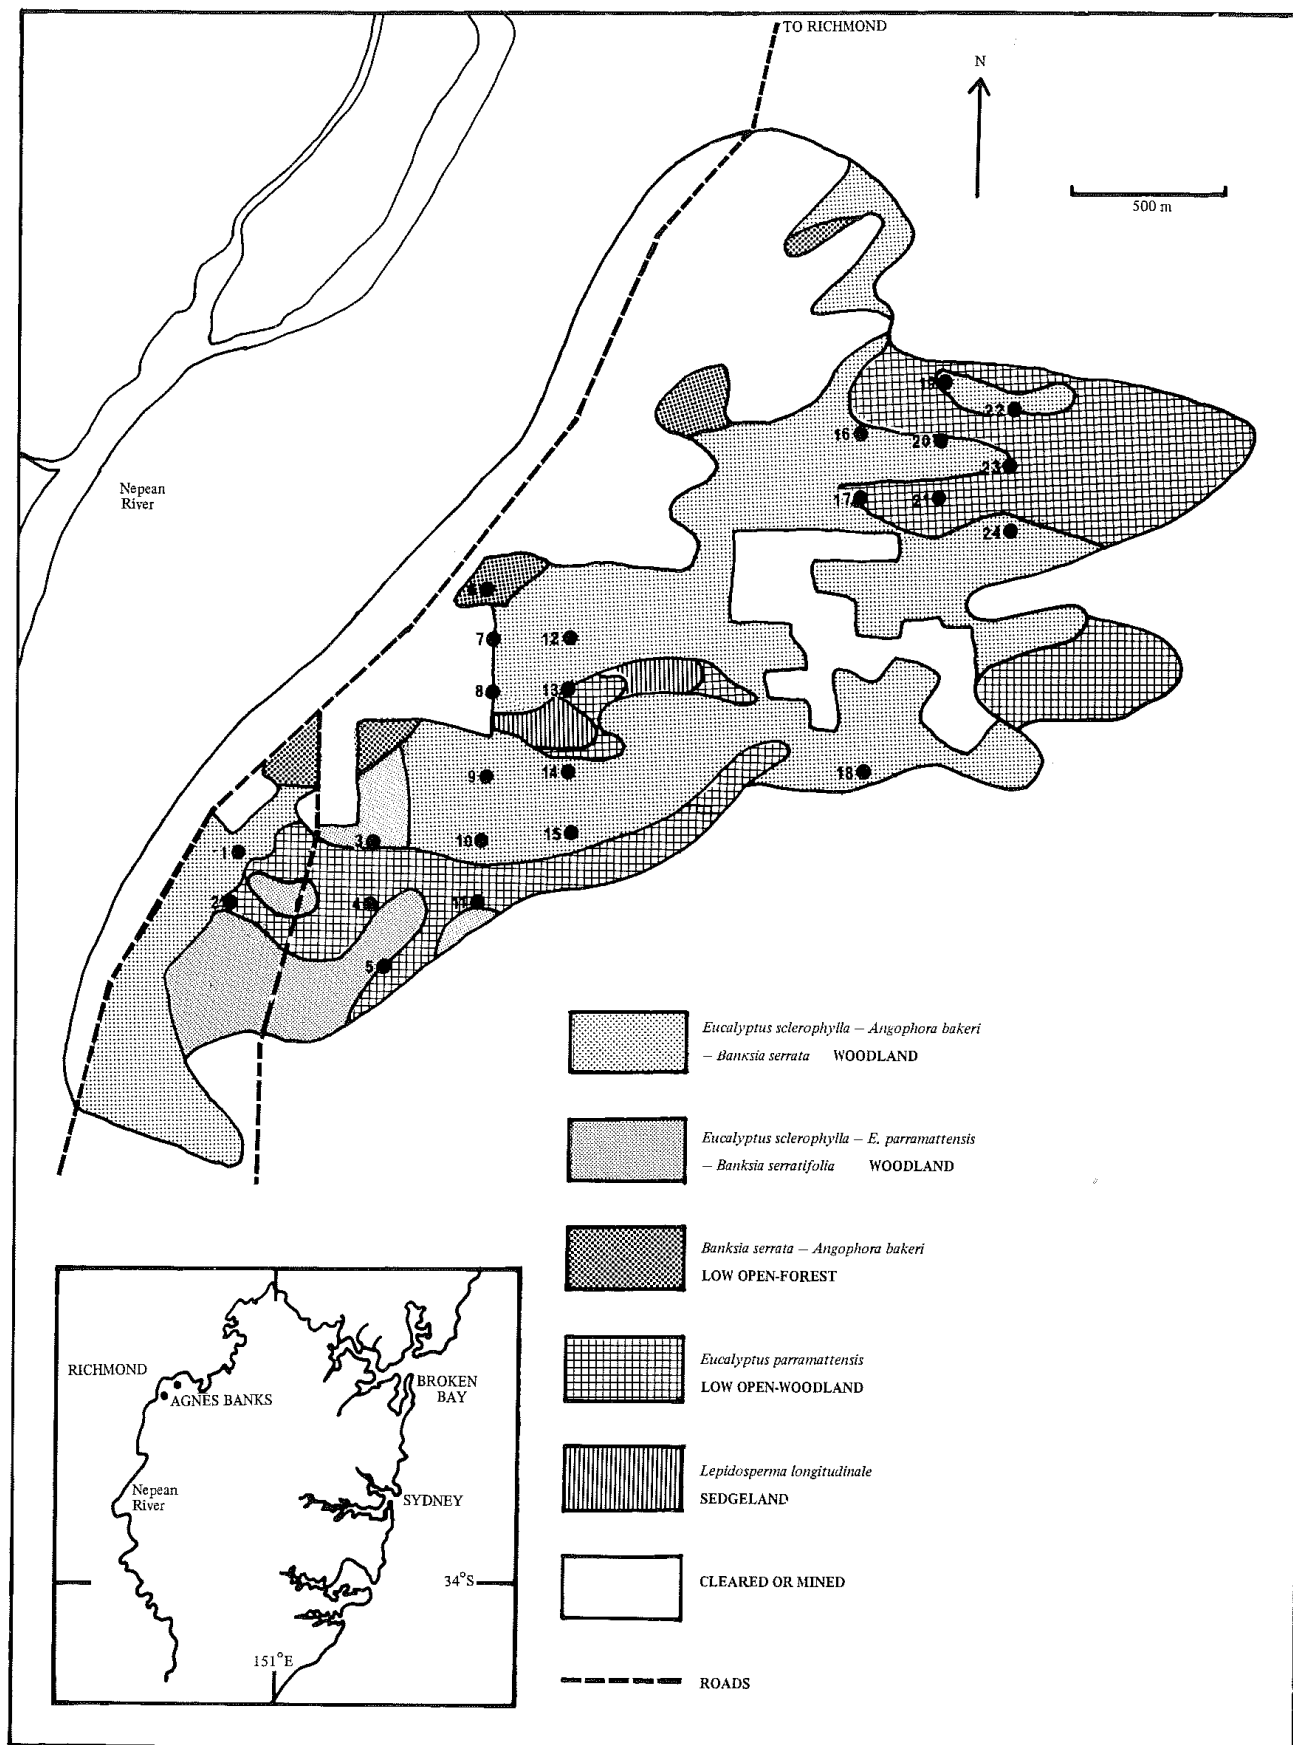 TO RICHMOND
N
500 m
Nepean
River
19
22
16
20
23
17
21
24
6
7
12
8
13
9
14
18
10
15
3
1
2
4
11
5
Eucalyptus sclerophylla – Angophora bakeri
– Banksia serrata WOODLAND
Eucalyptus sclerophylla – E. parramattensis
– Banksia serratifolia WOODLAND
Banksia serrata – Angophora bakeri
LOW OPEN-FOREST
Eucalyptus parramattensis
LOW OPEN-WOODLAND
Lepidosperma longitudinale
SEDGELAND
CLEARED OR MINED
ROADS
RICHMOND
AGNES BANKS
BROKEN
BAY
Nepean
River
SYDNEY
34°S
151°E